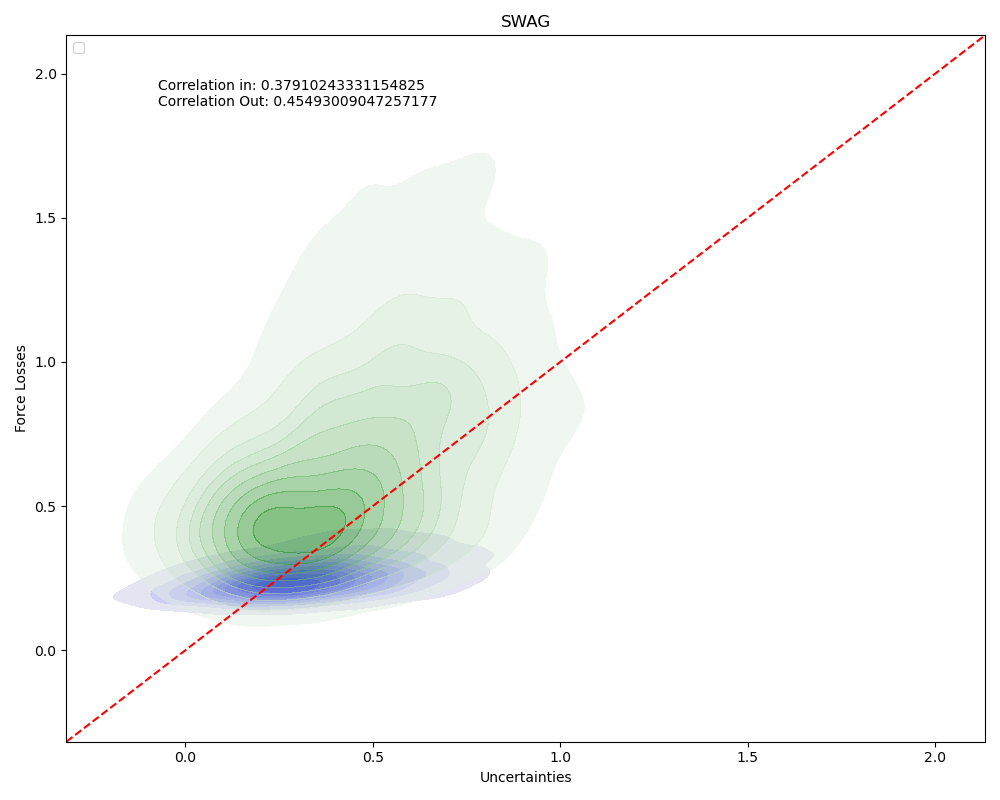 SWAG
Correlation in: 0.37910243331154825
Correlation Out: 0.45493009047257177
2.0
1.5
1.0
0.5
0.0
Force Losses
0.0 0.5 1.0 1.5 2.0
Uncertainties